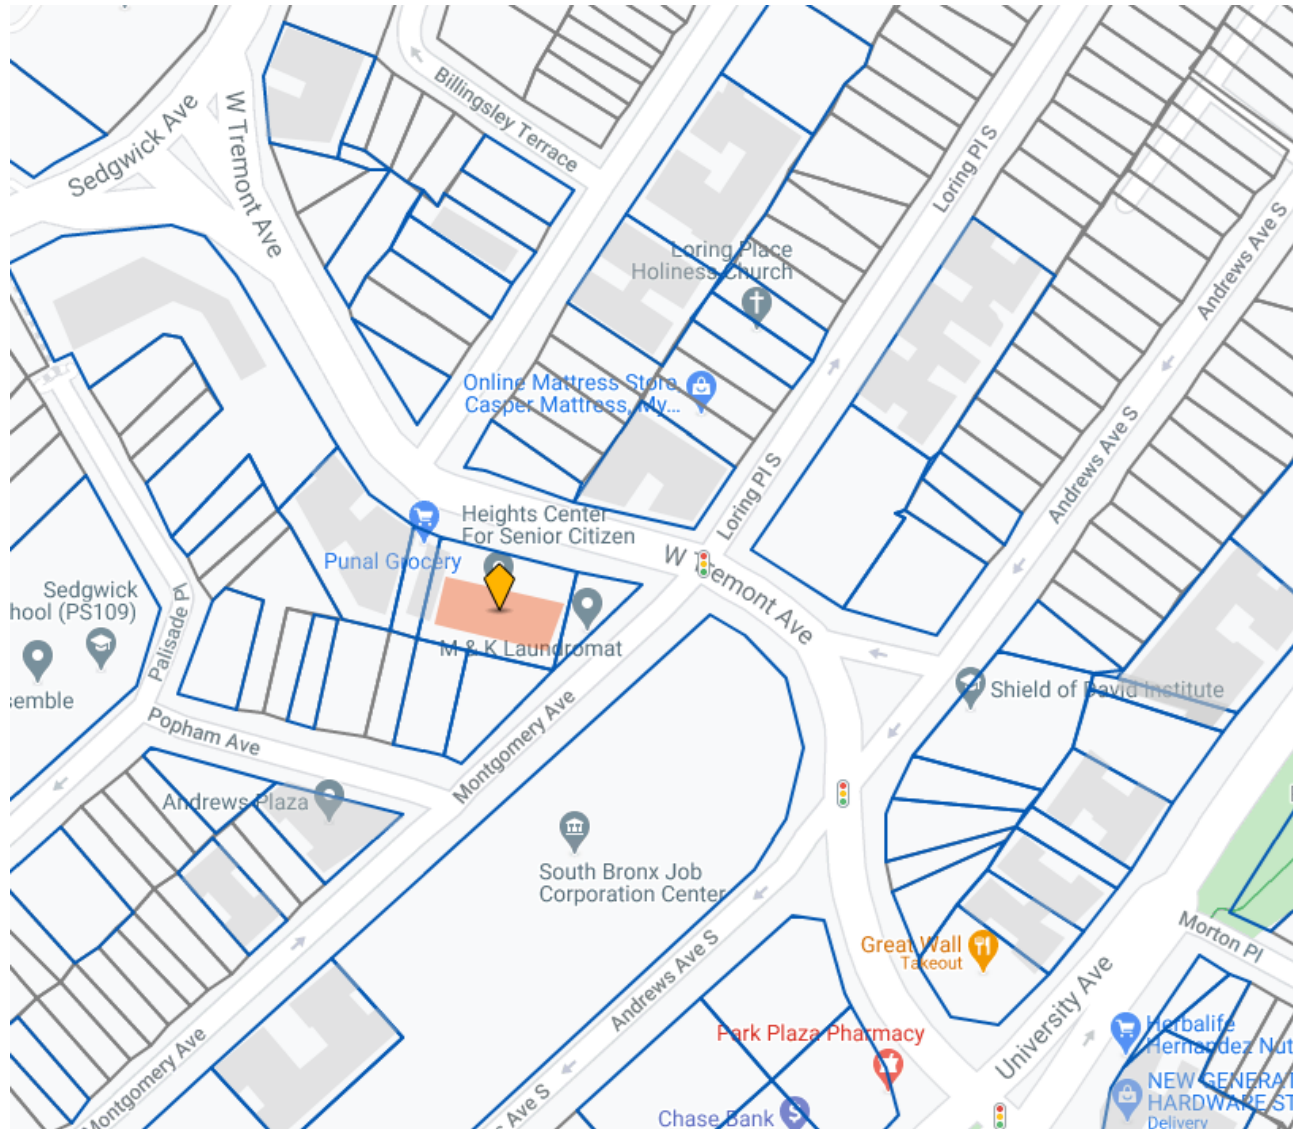 Sedgwick Ave
W Tremont Ave
Billingsley Terrace
Loring Pl S
Andrews Ave S
Loring Place
Holiness Church
Online Mattress Store
Casper Mattress, My...
Andrews Ave S
Loring Pl S
Heights Center
For Senior Citizen
Punal Grocery
W Tremont Ave
Sedgwick
hool (PS109)
semble
Palisade Pl
M & K Laundromat
Shield of David Institute
Popham Ave
Montgomery Ave
Andrews Plaza
South Bronx Job
Corporation Center
Great Wall
Takeout
Morton Pl
Andrews Ave S
University Ave
Park Plaza Pharmacy
Herbalife
Hernandez Nut
Montgomery Ave
NEW GENERAT
HARDWARE ST
Delivery
Chase Bank
s Ave S